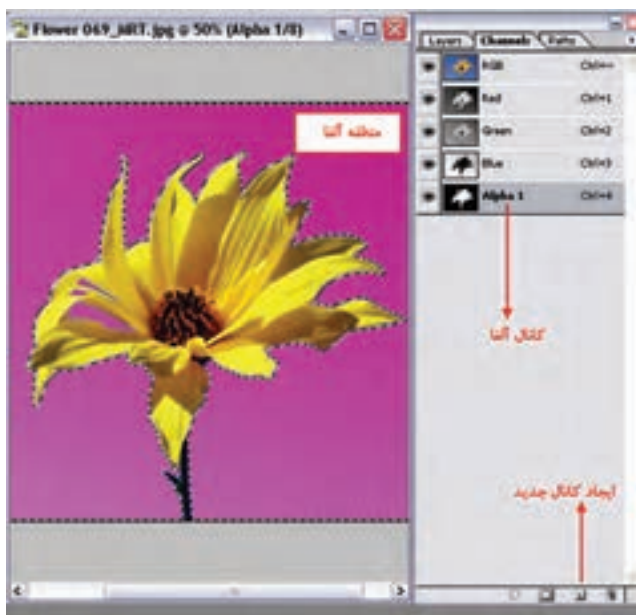 Flower 069_HRT.jpg @ 50% (Alpha 1/8)
منطقه آلفا
Layers Channels Paths
RGB Ctrl+~
Red Ctrl+1
Green Ctrl+2
Blue Ctrl+3
Alpha 1 Ctrl+4
کانال آلفا
ایجاد کانال جدید